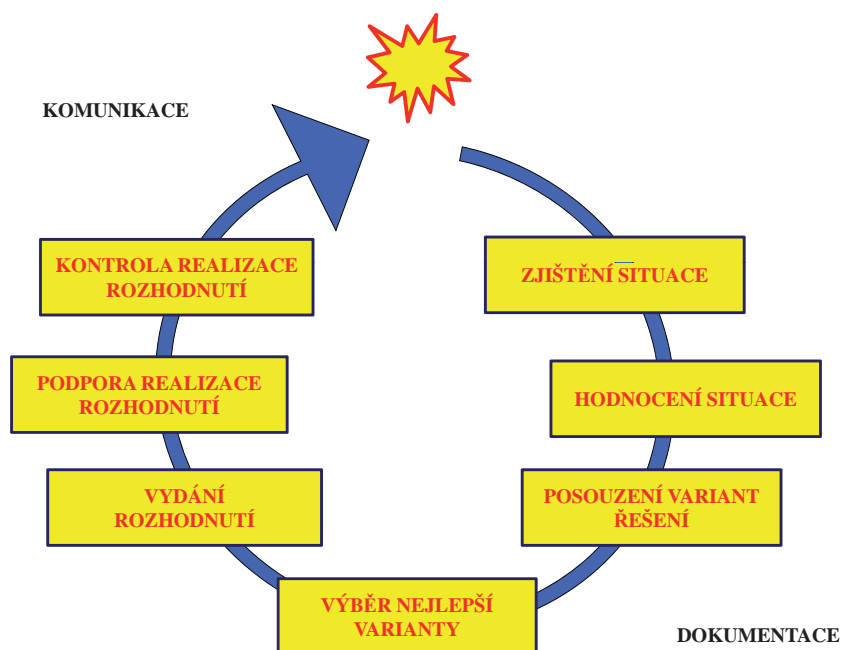 KOMUNIKACE
ZJIŠTĚNÍ SITUACE
HODNOCENÍ SITUACE
POSOUZENÍ VARIANT
ŘEŠENÍ
VÝBĚR NEJLEPŠÍ
VARIANTY
VYDÁNÍ
ROZHODNUTÍ
PODPORA REALIZACE
ROZHODNUTÍ
KONTROLA REALIZACE
ROZHODNUTÍ
DOKUMENTACE